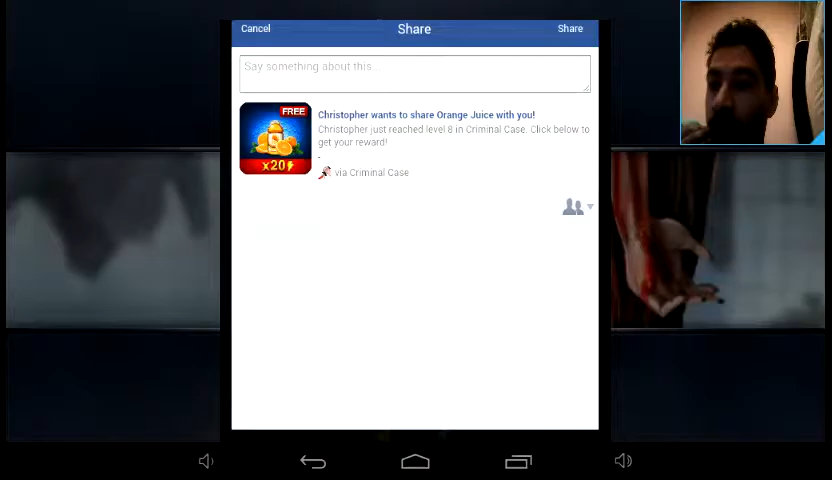 Cancel Share Share
Say something about this...
FREE
x20
Christopher wants to share Orange Juice with you!
Christopher just reached level 8 in Criminal Case. Click below to
get your reward!
-
via Criminal Case